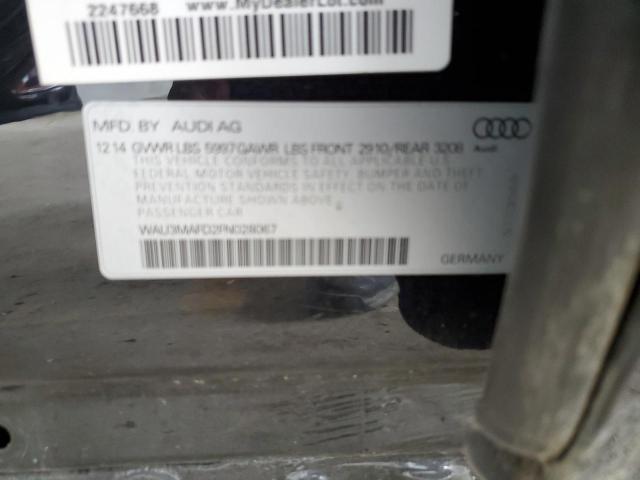 www.MyDealerLot.com
2247668
MFD. BY AUDI AG
12 14 GVWR LBS 5997 GAWR LBS FRONT 2910/REAR 3208
Audi
THIS VEHICLE CONFORMS TO ALL APPLICABLE U.S.
FEDERAL MOTOR VEHICLE SAFETY, BUMPER AND THEFT
PREVENTION STANDARDS IN EFFECT ON THE DATE OF
MANUFACTURE SHOWN ABOVE.
PASSENGER CAR
WAU3MAFD2FN028067
GERMANY